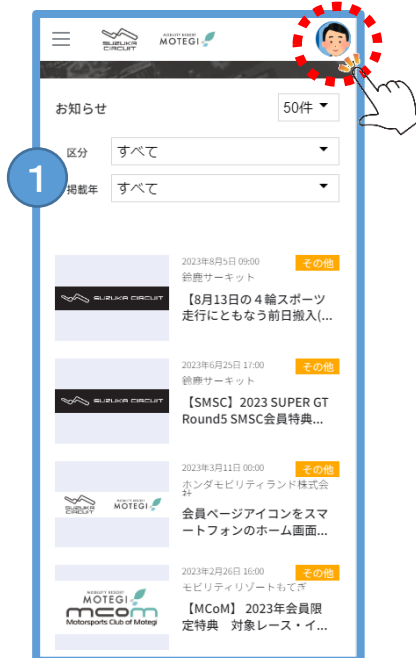 SUZUKA
CIRCUIT
MOBILITY RESORT
MOTEGI
お知らせ
50件
区分
すべて
1
掲載年
すべて
2023年8月5日 09:00
その他
鈴鹿サーキット
SUZUKA CIRCUIT
【8月13日の４輪スポーツ
走行にともなう前日搬入(...
2023年6月25日 17:00
その他
鈴鹿サーキット
SUZUKA CIRCUIT
【SMSC】2023 SUPER GT
Round5 SMSC会員特典...
2023年3月11日 00:00
その他
ホンダモビリティランド株式会
社
SUZUKA
CIRCUIT
MOBILITY RESORT
MOTEGI
会員ページアイコンをスマ
ートフォンのホーム画面...
2023年2月26日 16:00
その他
モビリティリゾートもてぎ
MOBILITY RESORT
MOTEGI
mcom
Motorsports Club of Motegi
【MCoM】 2023年会員限
定特典　対象レース・イ...